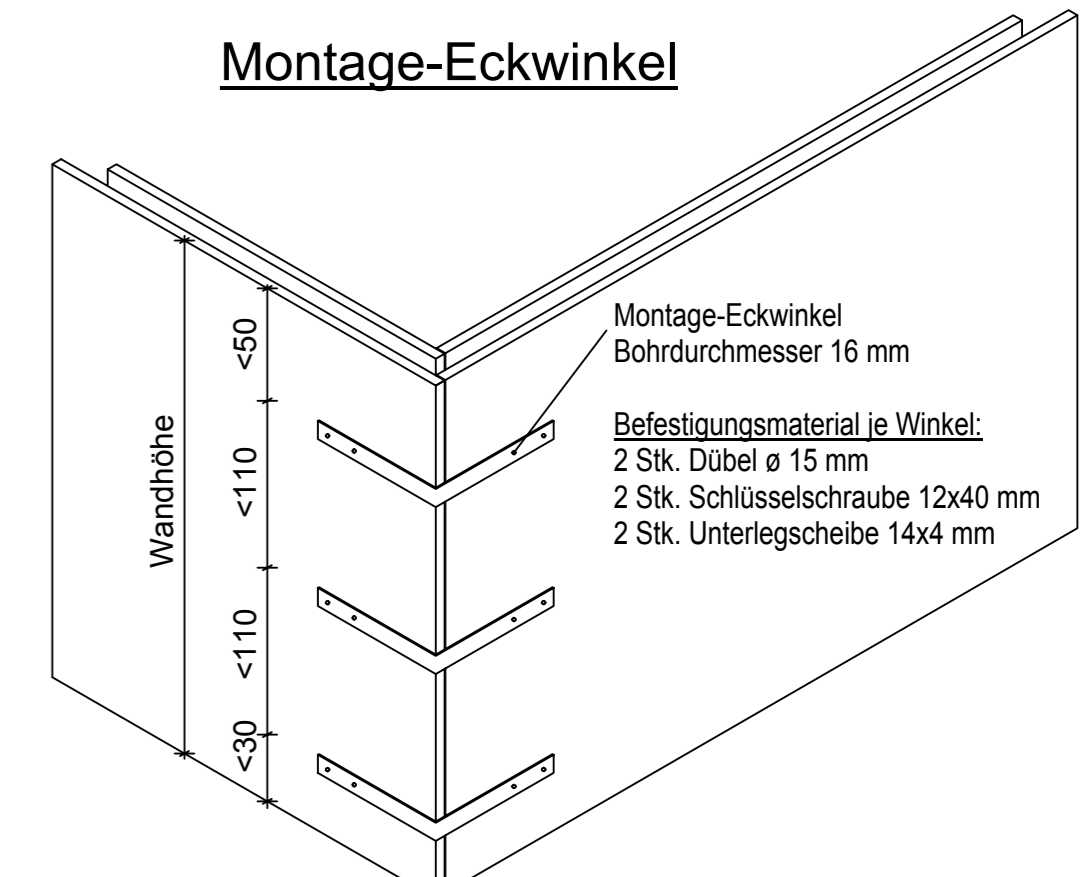 Montage-Eckwinkel
Montage-Eckwinkel
Bohrdurchmesser 16 mm
Befestigungsmaterial je Winkel:
2 Stk. Dübel ø 15 mm
2 Stk. Schlüsselschraube 12x40 mm
2 Stk. Unterlegscheibe 14x4 mm
Wandhöhe
<50
<110
<110
<30